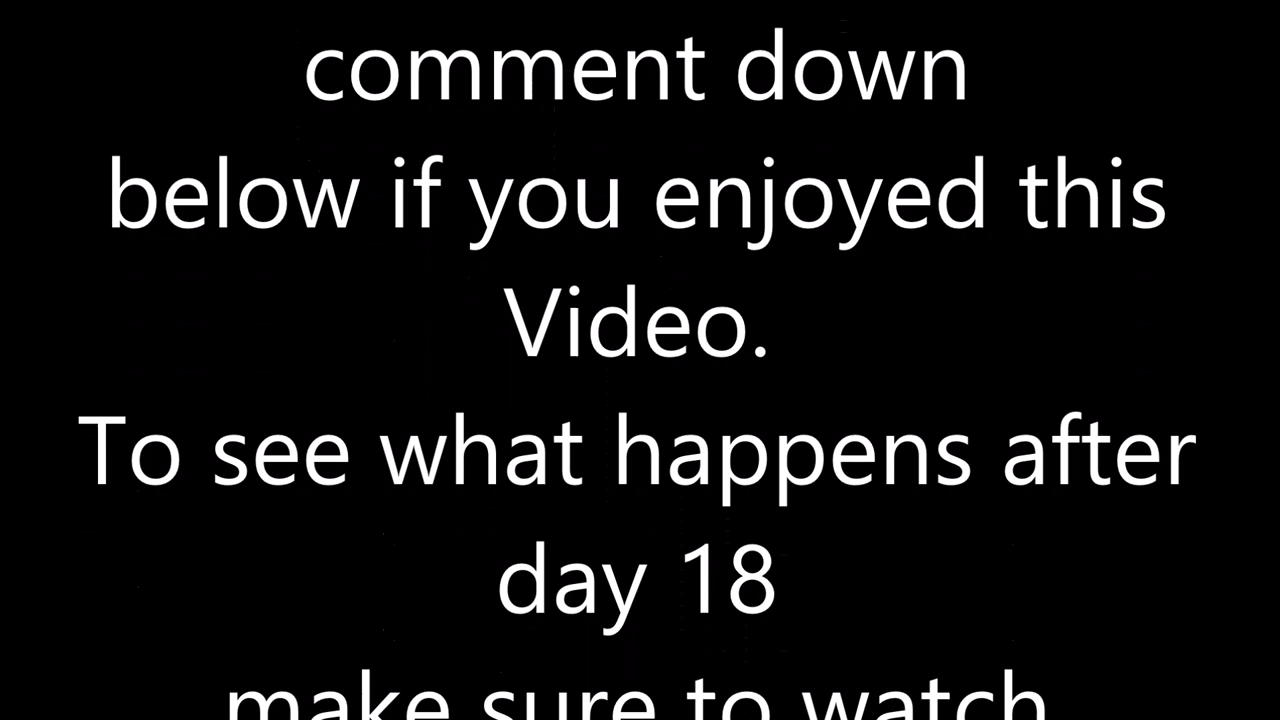 comment down
below if you enjoyed this
Video.
To see what happens after
day 18
make sure to watch